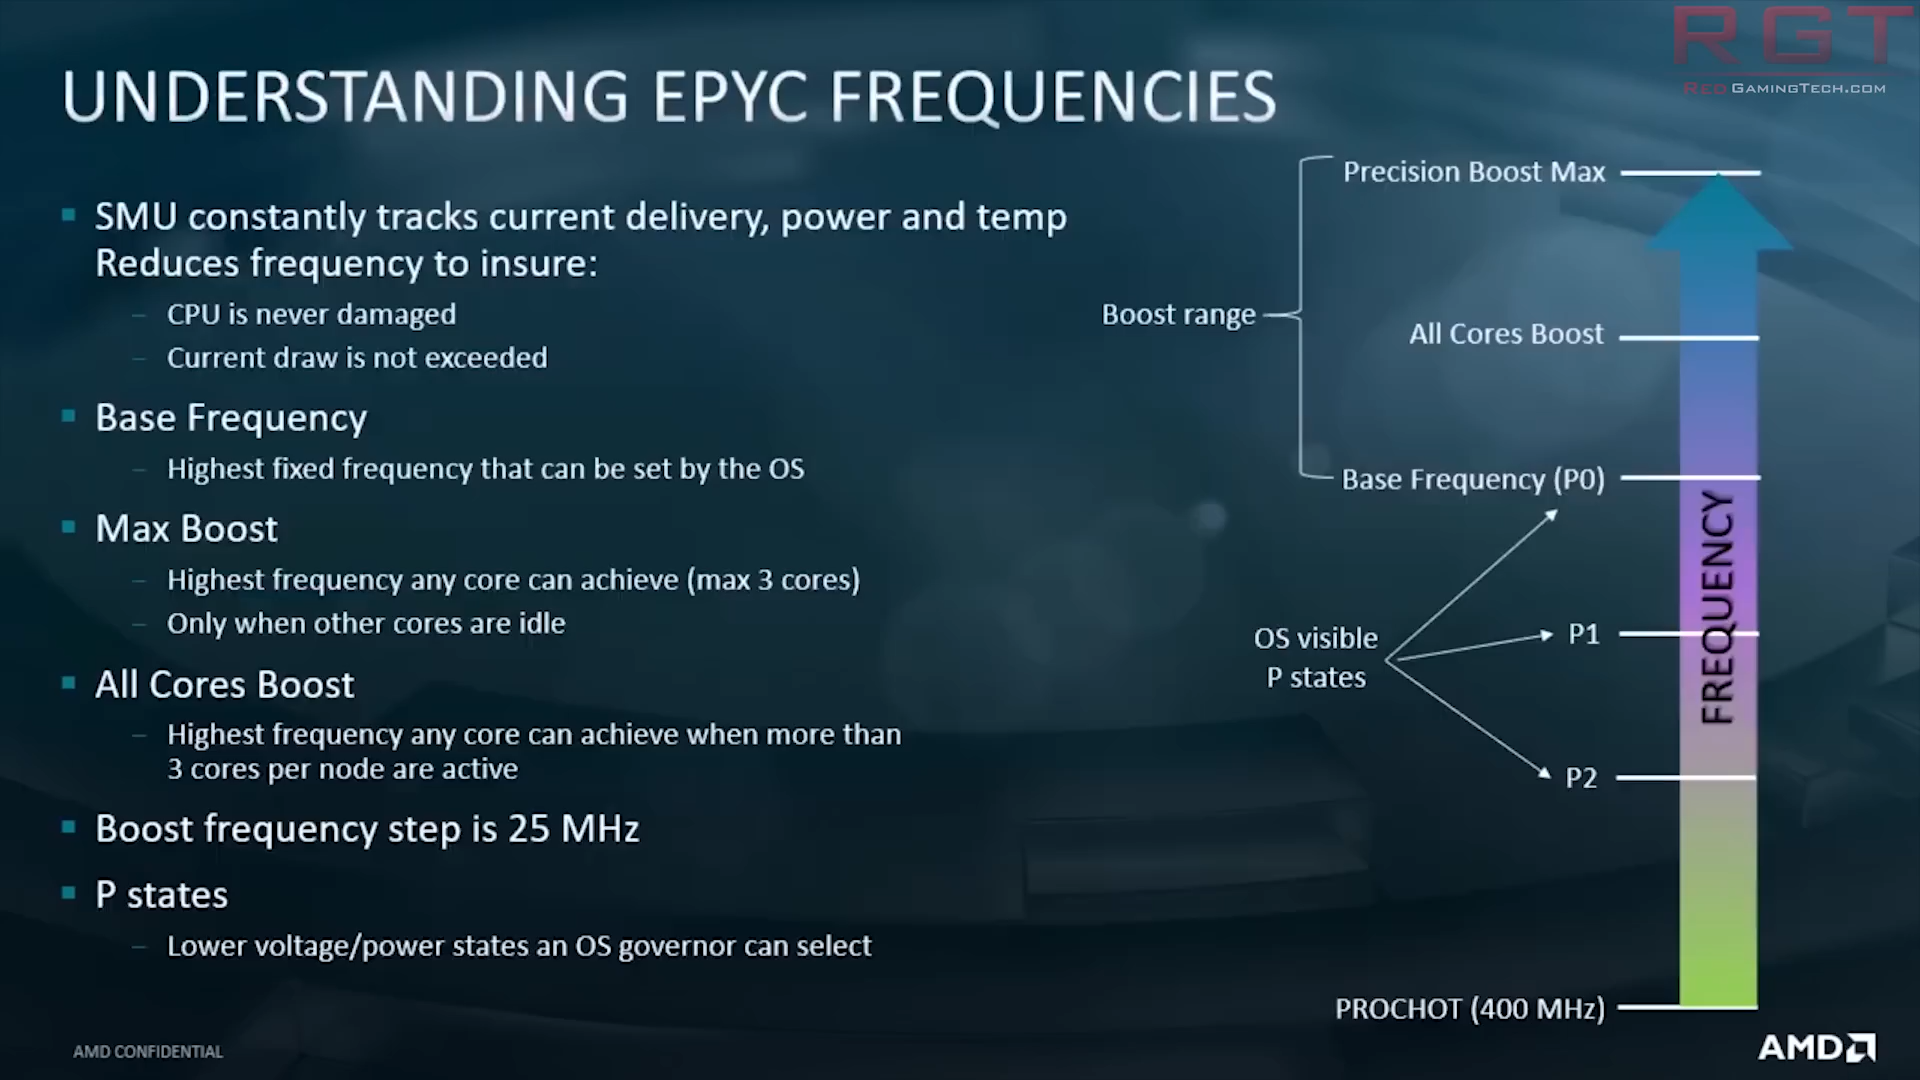 RGT
RedGamingTech.com
UNDERSTANDING EPYC FREQUENCIES
SMU constantly tracks current delivery, power and temp
Reduces frequency to insure:
– CPU is never damaged
– Current draw is not exceeded
Base Frequency
– Highest fixed frequency that can be set by the OS
Max Boost
– Highest frequency any core can achieve (max 3 cores)
– Only when other cores are idle
All Cores Boost
– Highest frequency any core can achieve when more than
3 cores per node are active
Boost frequency step is 25 MHz
P states
– Lower voltage/power states an OS governor can select
Precision Boost Max
Boost range
All Cores Boost
Base Frequency (P0)
OS visible
P states
P1
P2
FREQUENCY
PROCHOT (400 MHz)
AMD CONFIDENTIAL
AMD